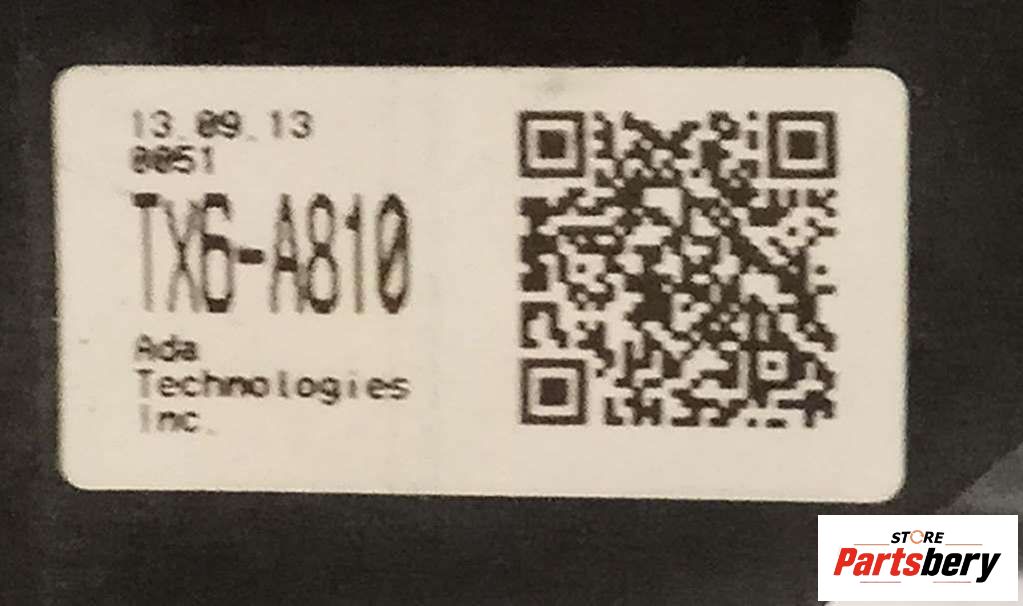 13.09.13
0051
TX6-A810
Ada
Technologies
Inc.
STORE
Partsbery